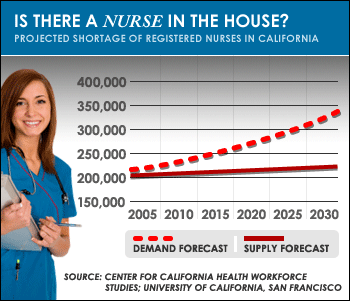 IS THERE A NURSE IN THE HOUSE?
PROJECTED SHORTAGE OF REGISTERED NURSES IN CALIFORNIA
400,000
350,000
300,000
250,000
200,000
150,000
2005 2010 2015 2020 2025 2030
DEMAND FORECAST SUPPLY FORECAST
SOURCE: CENTER FOR CALIFORNIA HEALTH WORKFORCE
STUDIES; UNIVERSITY OF CALIFORNIA, SAN FRANCISCO